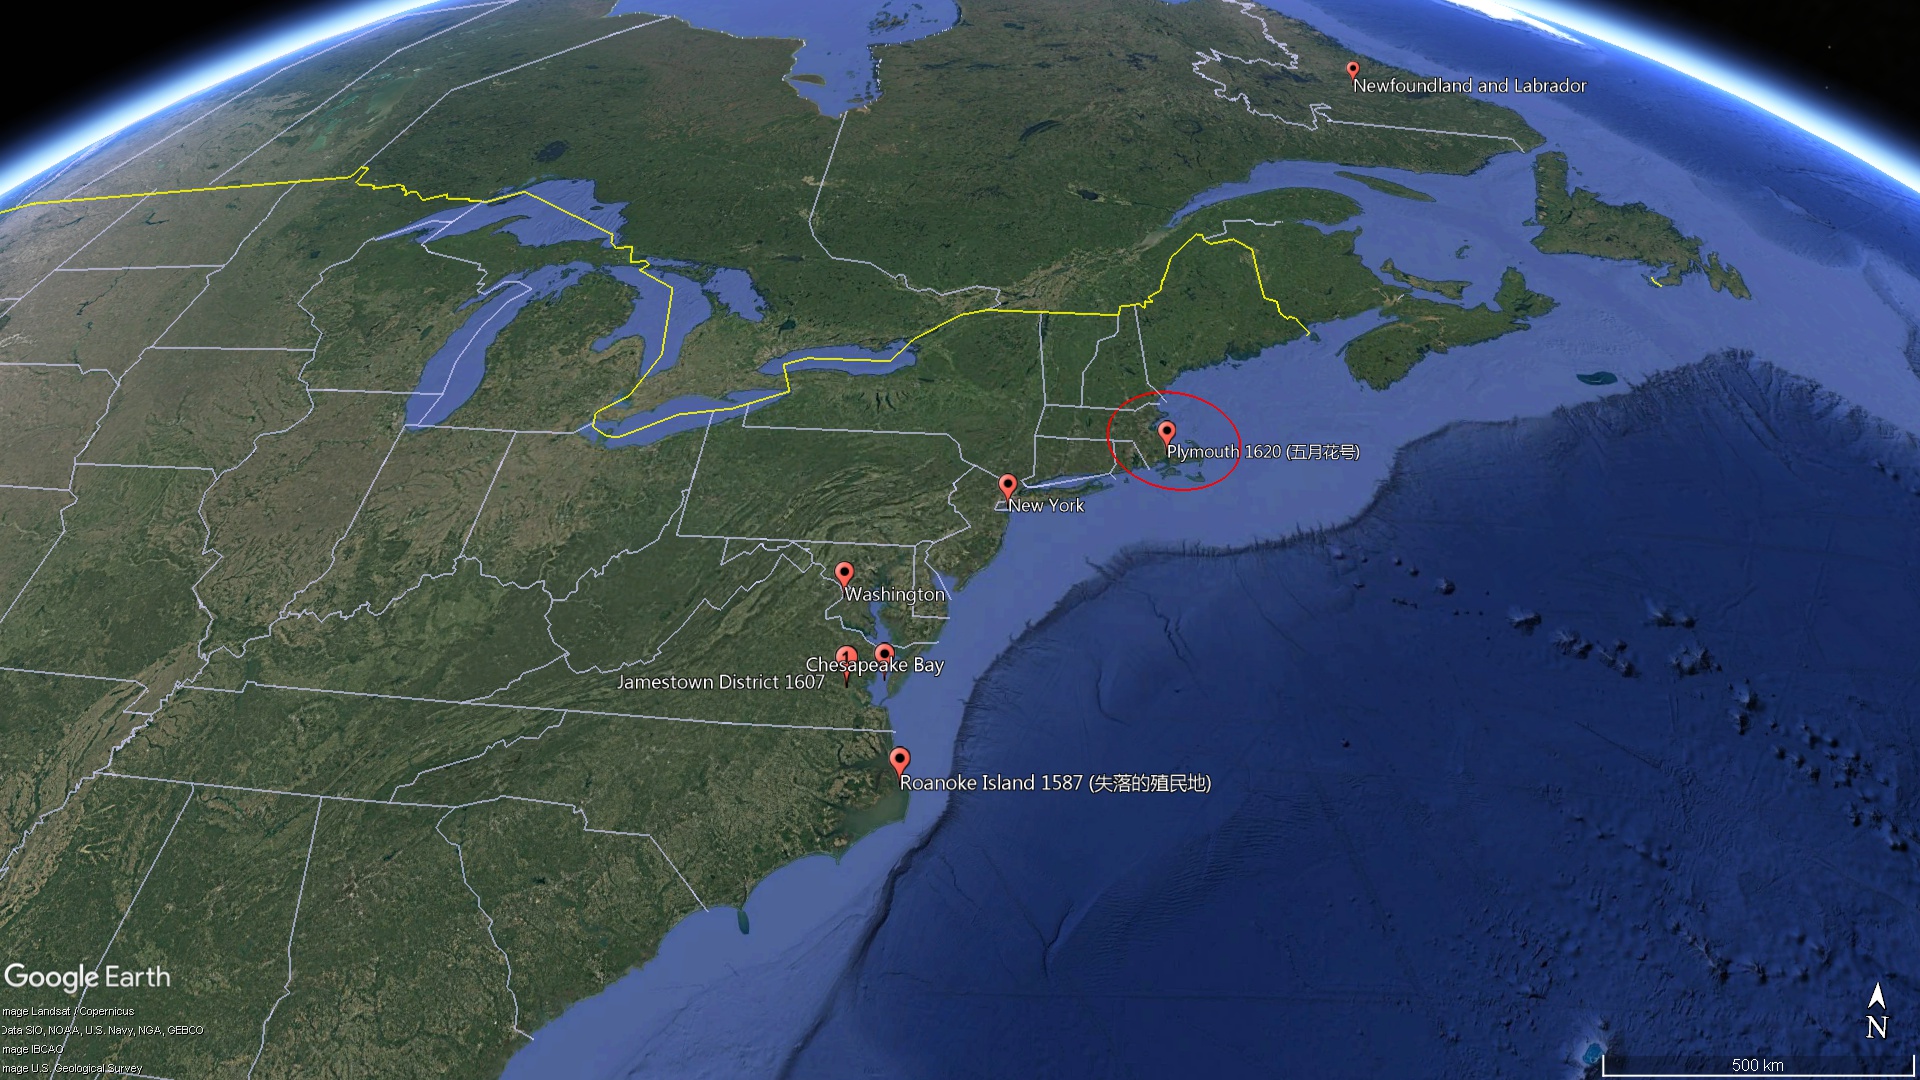 Newfoundland and Labrador
Plymouth 1620 (五月花号)
New York
Washington
1
Chesapeake Bay
Jamestown District 1607
Roanoke Island 1587 (失落的殖民地)
Google Earth
mage Landsat / Copernicus
Data SIO, NOAA, U.S. Navy, NGA, GEBCO
mage IBCAO
mage U.S. Geological Survey
N
500 km